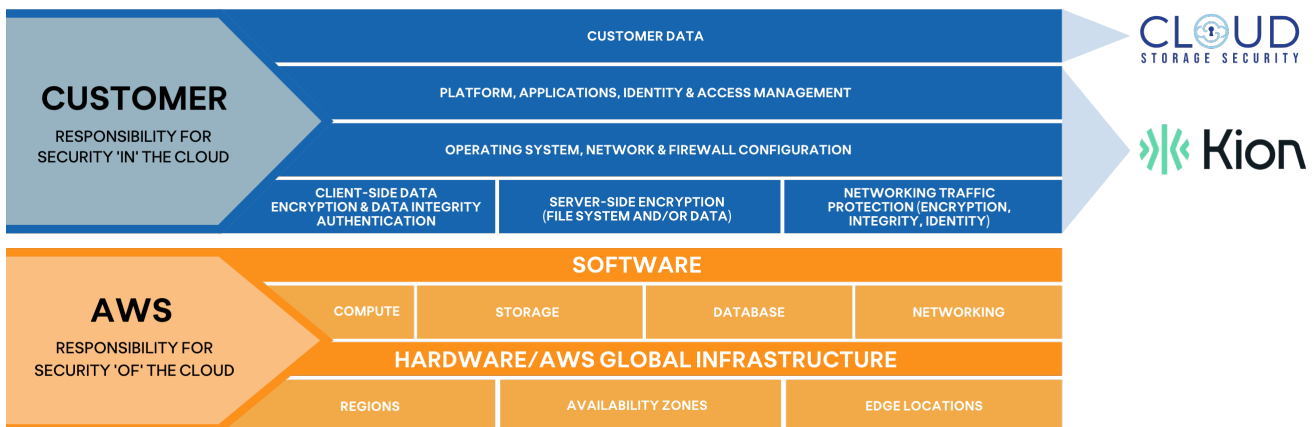 CUSTOMER
RESPONSIBILITY FOR
SECURITY 'IN' THE CLOUD
CUSTOMER DATA
PLATFORM, APPLICATIONS, IDENTITY & ACCESS MANAGEMENT
OPERATING SYSTEM, NETWORK & FIREWALL CONFIGURATION
CLIENT-SIDE DATA
ENCRYPTION & DATA INTEGRITY
AUTHENTICATION
SERVER-SIDE ENCRYPTION
(FILE SYSTEM AND/OR DATA)
NETWORKING TRAFFIC
PROTECTION (ENCRYPTION,
INTEGRITY, IDENTITY)
CLOUD
STORAGE SECURITY
Kion
AWS
RESPONSIBILITY FOR
SECURITY 'OF' THE CLOUD
SOFTWARE
COMPUTE
STORAGE
DATABASE
NETWORKING
HARDWARE/AWS GLOBAL INFRASTRUCTURE
REGIONS
AVAILABILITY ZONES
EDGE LOCATIONS